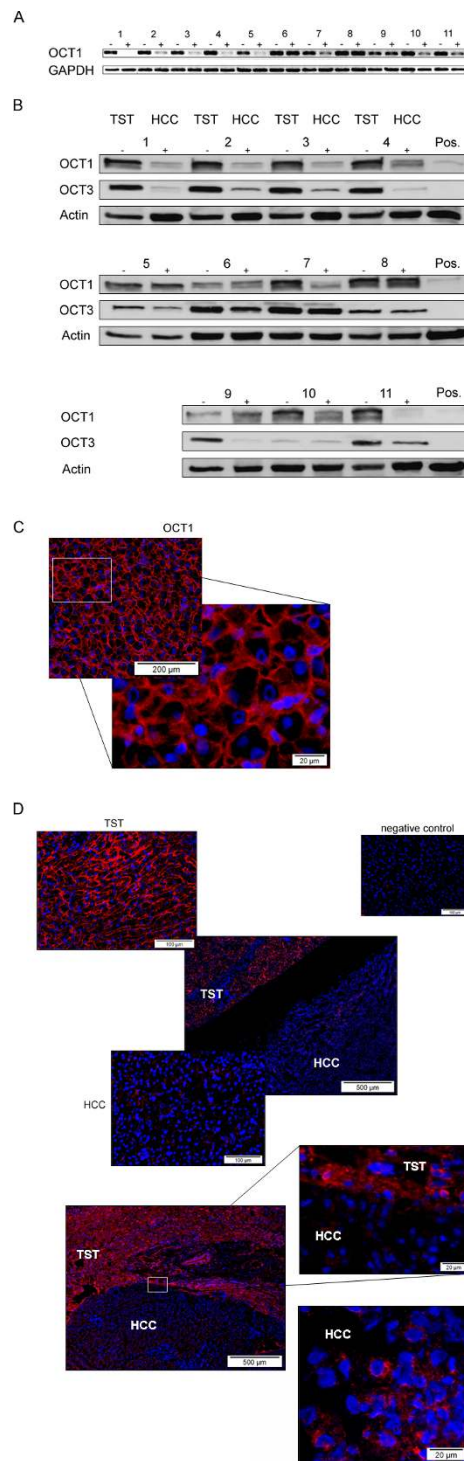 A
1 2 3 4 5 6 7 8 9 10 11
- + - + - + - + - + - + - + - + - + - + - +
OCT1
GAPDH
B
TST HCC TST HCC TST HCC TST HCC
1 2 3 4 Pos.
- + - + - + - +
OCT1
OCT3
Actin
5 6 7 8 Pos.
- + - + - + - +
OCT1
OCT3
Actin
9 10 11 Pos.
- + - + - +
OCT1
OCT3
Actin
C
OCT1
200 µm
20 µm
D
TST
negative control
100 µm
100 µm
TST
HCC
500 µm
HCC
100 µm
TST
HCC
20 µm
TST
HCC
500 µm
HCC
20 µm